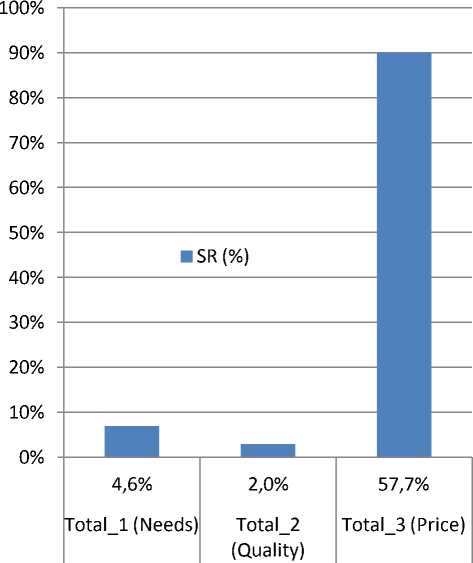 100%
90%
80%
70%
60%
50%
40%
30%
20%
10%
0%
SR (%)
4,6%
2,0%
57,7%
Total_1 (Needs)
Total_2
(Quality)
Total_3 (Price)